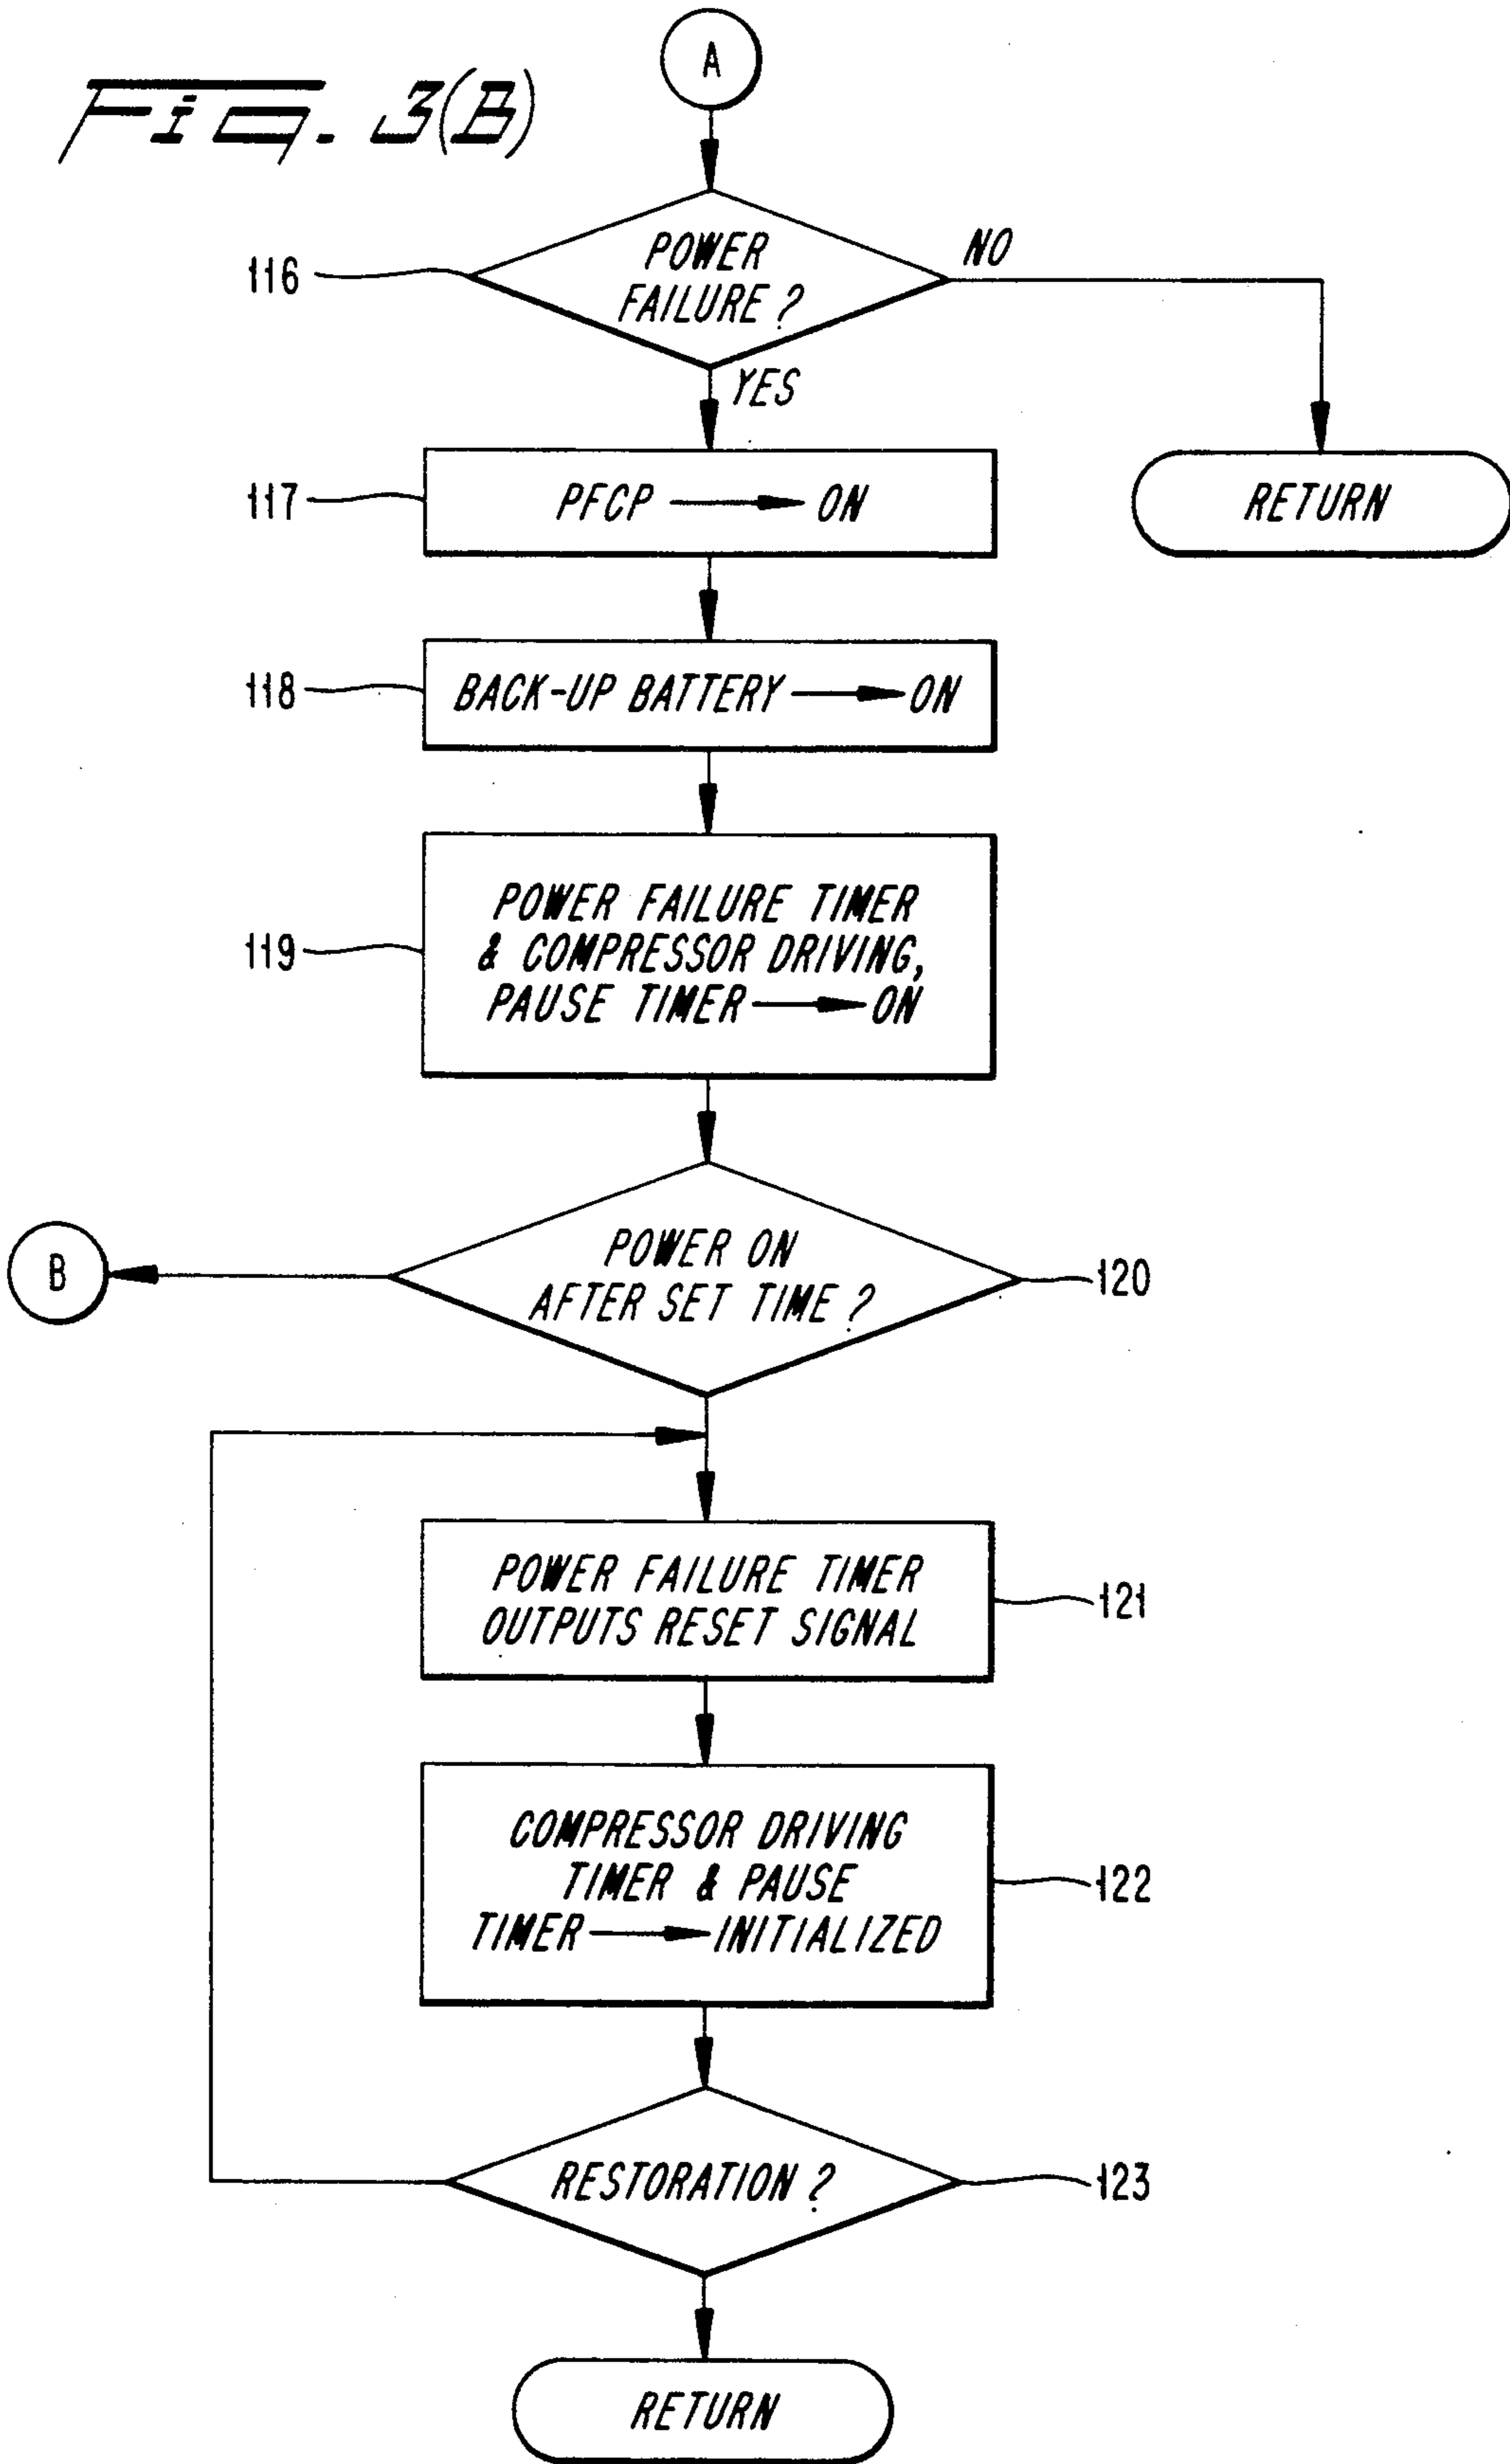 Fig. 3(B)
A
POWER
FAILURE ?
116
NO
YES
117
PFCP → ON
RETURN
118
BACK-UP BATTERY → ON
119
POWER FAILURE TIMER
& COMPRESSOR DRIVING,
PAUSE TIMER → ON
B
POWER ON
AFTER SET TIME ?
120
POWER FAILURE TIMER
OUTPUTS RESET SIGNAL
121
COMPRESSOR DRIVING
TIMER & PAUSE
TIMER → INITIALIZED
122
RESTORATION ?
123
RETURN